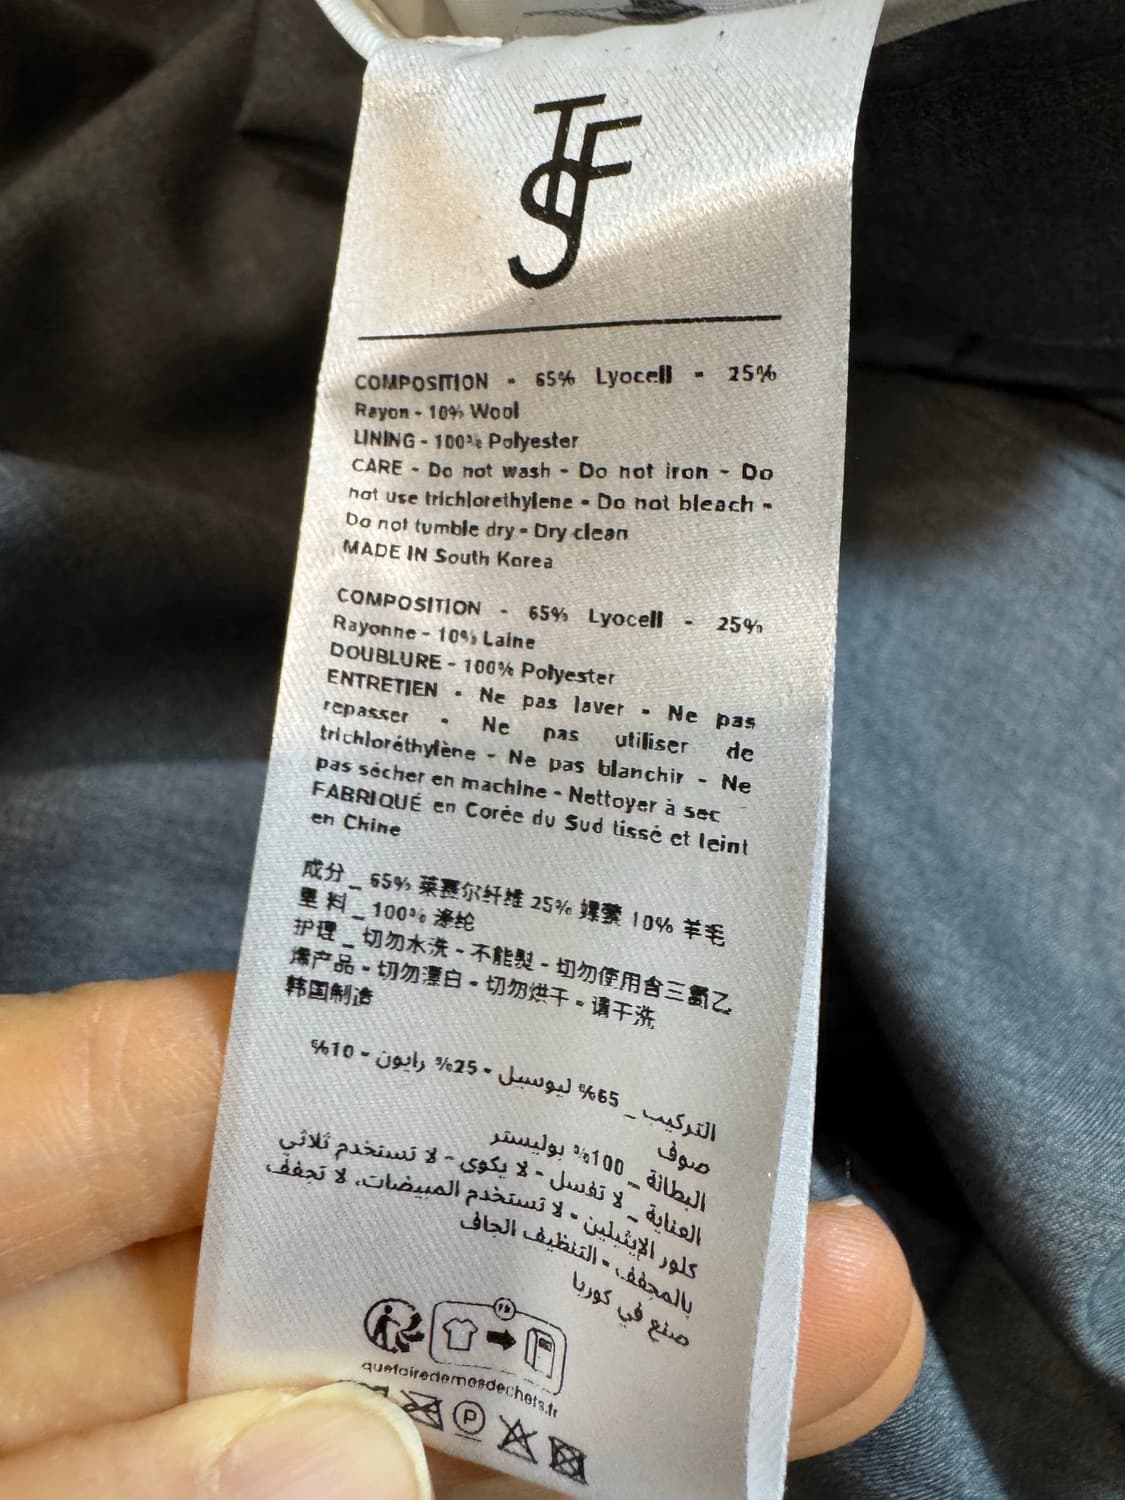 TFSJ
COMPOSITION - 65% Lyocell - 25%
Rayon - 10% Wool
LINING - 100% Polyester
CARE - Do not wash - Do not iron - Do
not use trichlorethylene - Do not bleach -
Do not tumble dry - Dry clean
MADE IN South Korea
COMPOSITION - 65% Lyocell - 25%
Rayonne - 10% Laine
DOUBLURE - 100% Polyester
ENTRETIEN - Ne pas laver - Ne pas
repasser - Ne pas utiliser de
trichloréthylène - Ne pas blanchir - Ne
pas sécher en machine - Nettoyer à sec
FABRIQUÉ en Corée du Sud tissé et teint
en Chine
成分 _ 65% 莱赛尔纤维 25% 嫘萦 10% 羊毛
里料 _ 100% 涤纶
护理 _ 切勿水洗 - 不能熨 - 切勿使用含三氯乙
烯产品 - 切勿漂白 - 切勿烘干 - 请干洗
韩国制造
التركيب _ 65% ليوسيل - 25% رايون - 10%
صوف
البطانة _ 100% بوليستر
العناية _ لا تغسل - لا يكوى - لا تستخدم ثلاثي
كلور الإيثيلين - لا تستخدم المبيضات، لا تجفف
بالمجفف - التنظيف الجاف
صنع في كوريا
FR
quefairedemesdechets.fr
P